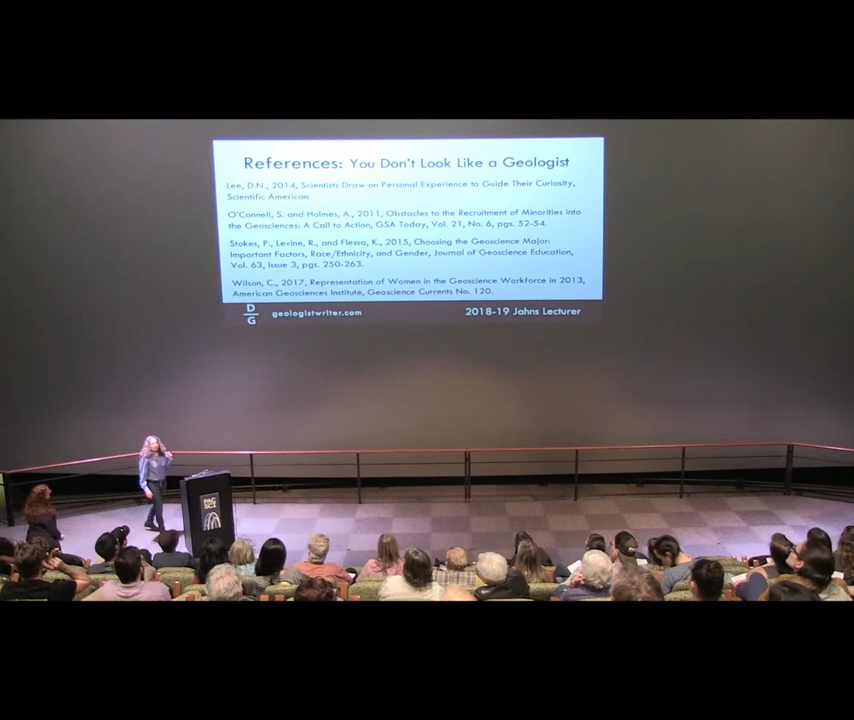 References: You Don't Look Like a Geologist
Lee, D.N., 2014, Scientists Draw on Personal Experience to Guide Their Curiosity,
Scientific American.
O'Connell, S. and Holmes, A., 2011, Obstacles to the Recruitment of Minorities into
the Geosciences: A Call to Action, GSA Today, Vol. 21, No. 6, pgs. 52-54.
Stokes, P., Levine, R., and Flessa, K., 2015, Choosing the Geoscience Major:
Important Factors, Race/Ethnicity, and Gender, Journal of Geoscience Education,
Vol. 63, Issue 3, pgs. 250-263.
Wilson, C., 2017, Representation of Women in the Geoscience Workforce in 2013,
American Geosciences Institute, Geoscience Currents No. 120.
D
G
geologistwriter.com
2018-19 Jahns Lecturer
PAC
SCI